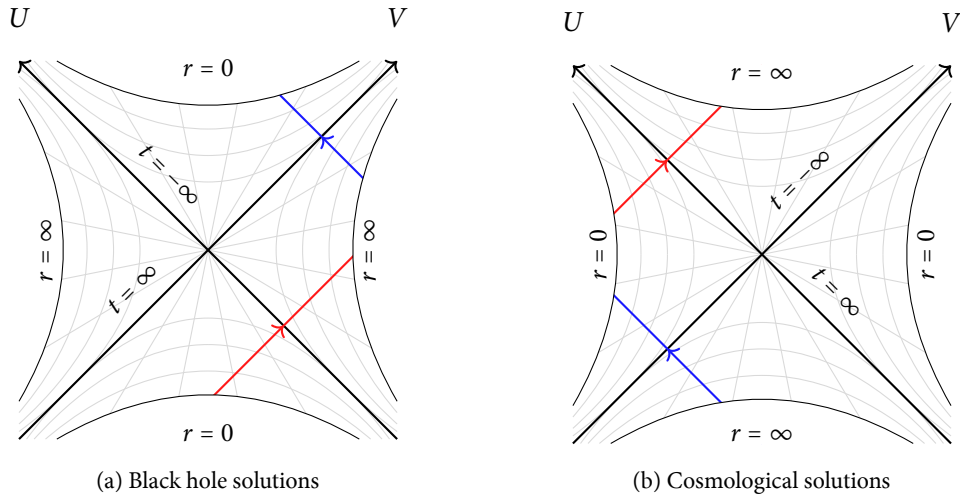 U V U V
r = 0 r = ∞
t = −∞ t = −∞
r = ∞ r = ∞ r = 0 r = 0
t = ∞ t = ∞
r = 0 r = ∞
(a) Black hole solutions (b) Cosmological solutions